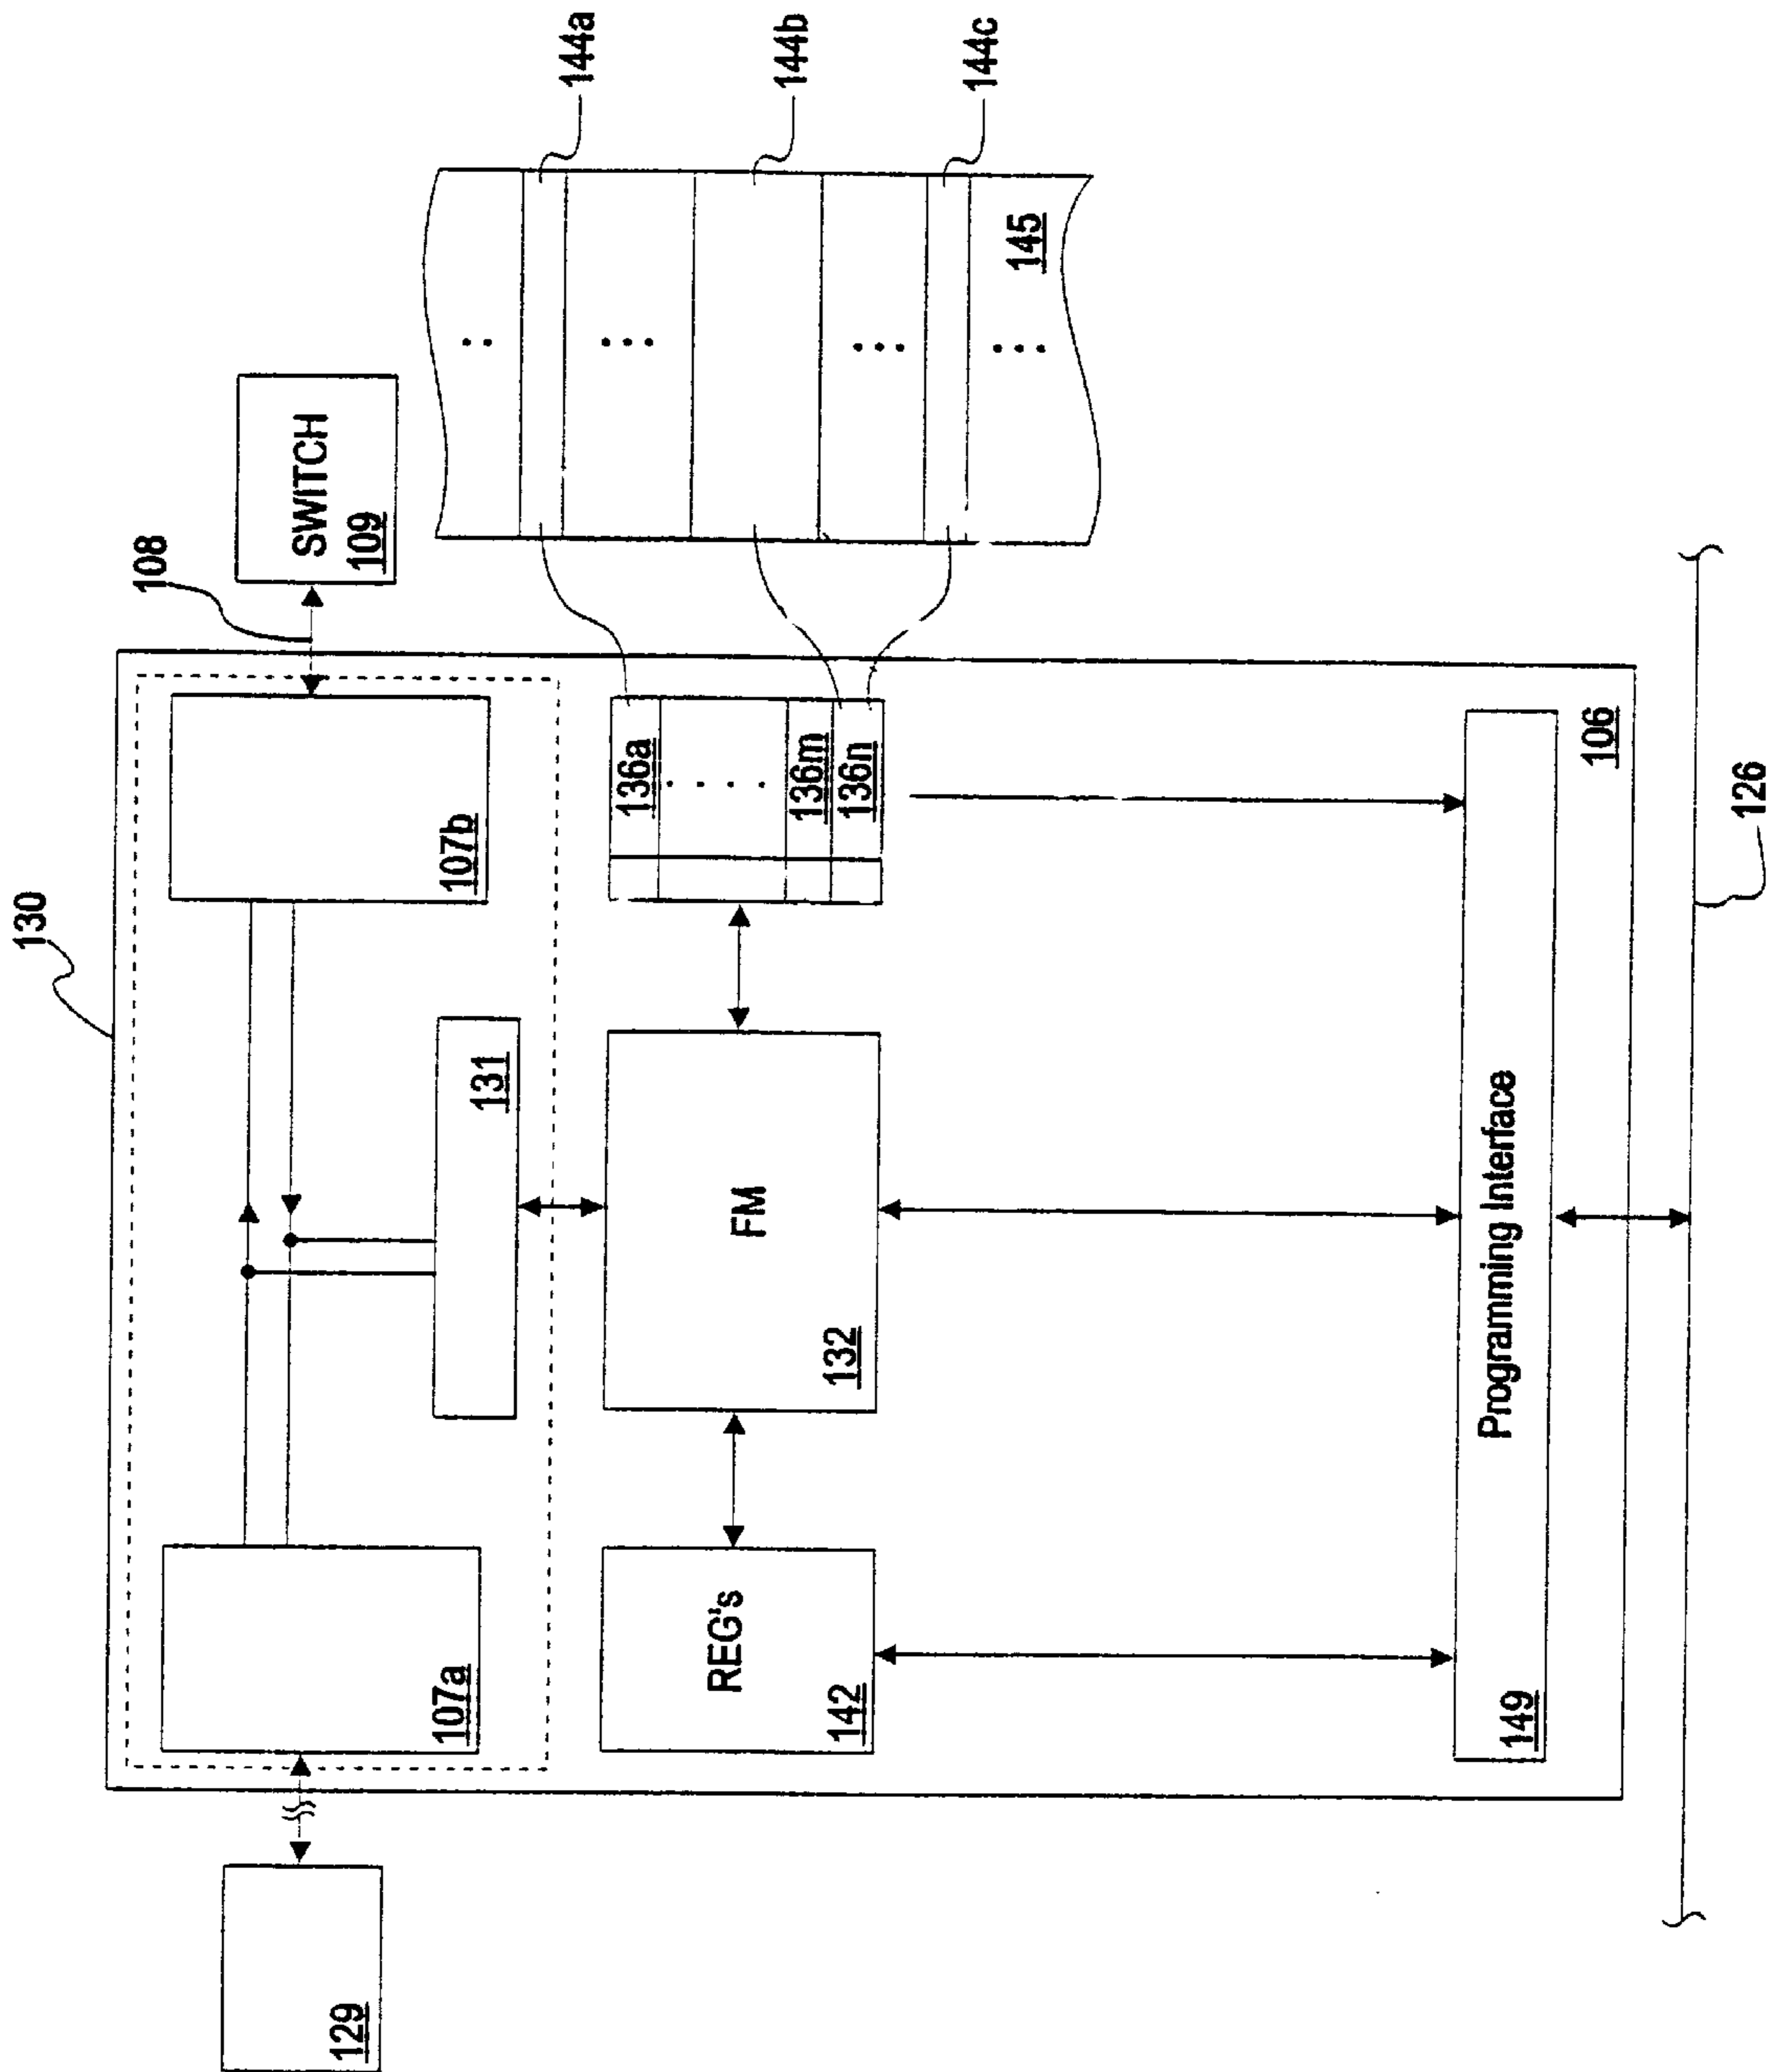 130
108
129
107a
107b
SWITCH
109
131
144a
144b
144c
145
REG's
142
FM
132
136a
136m
136n
Programming Interface
149
106
126